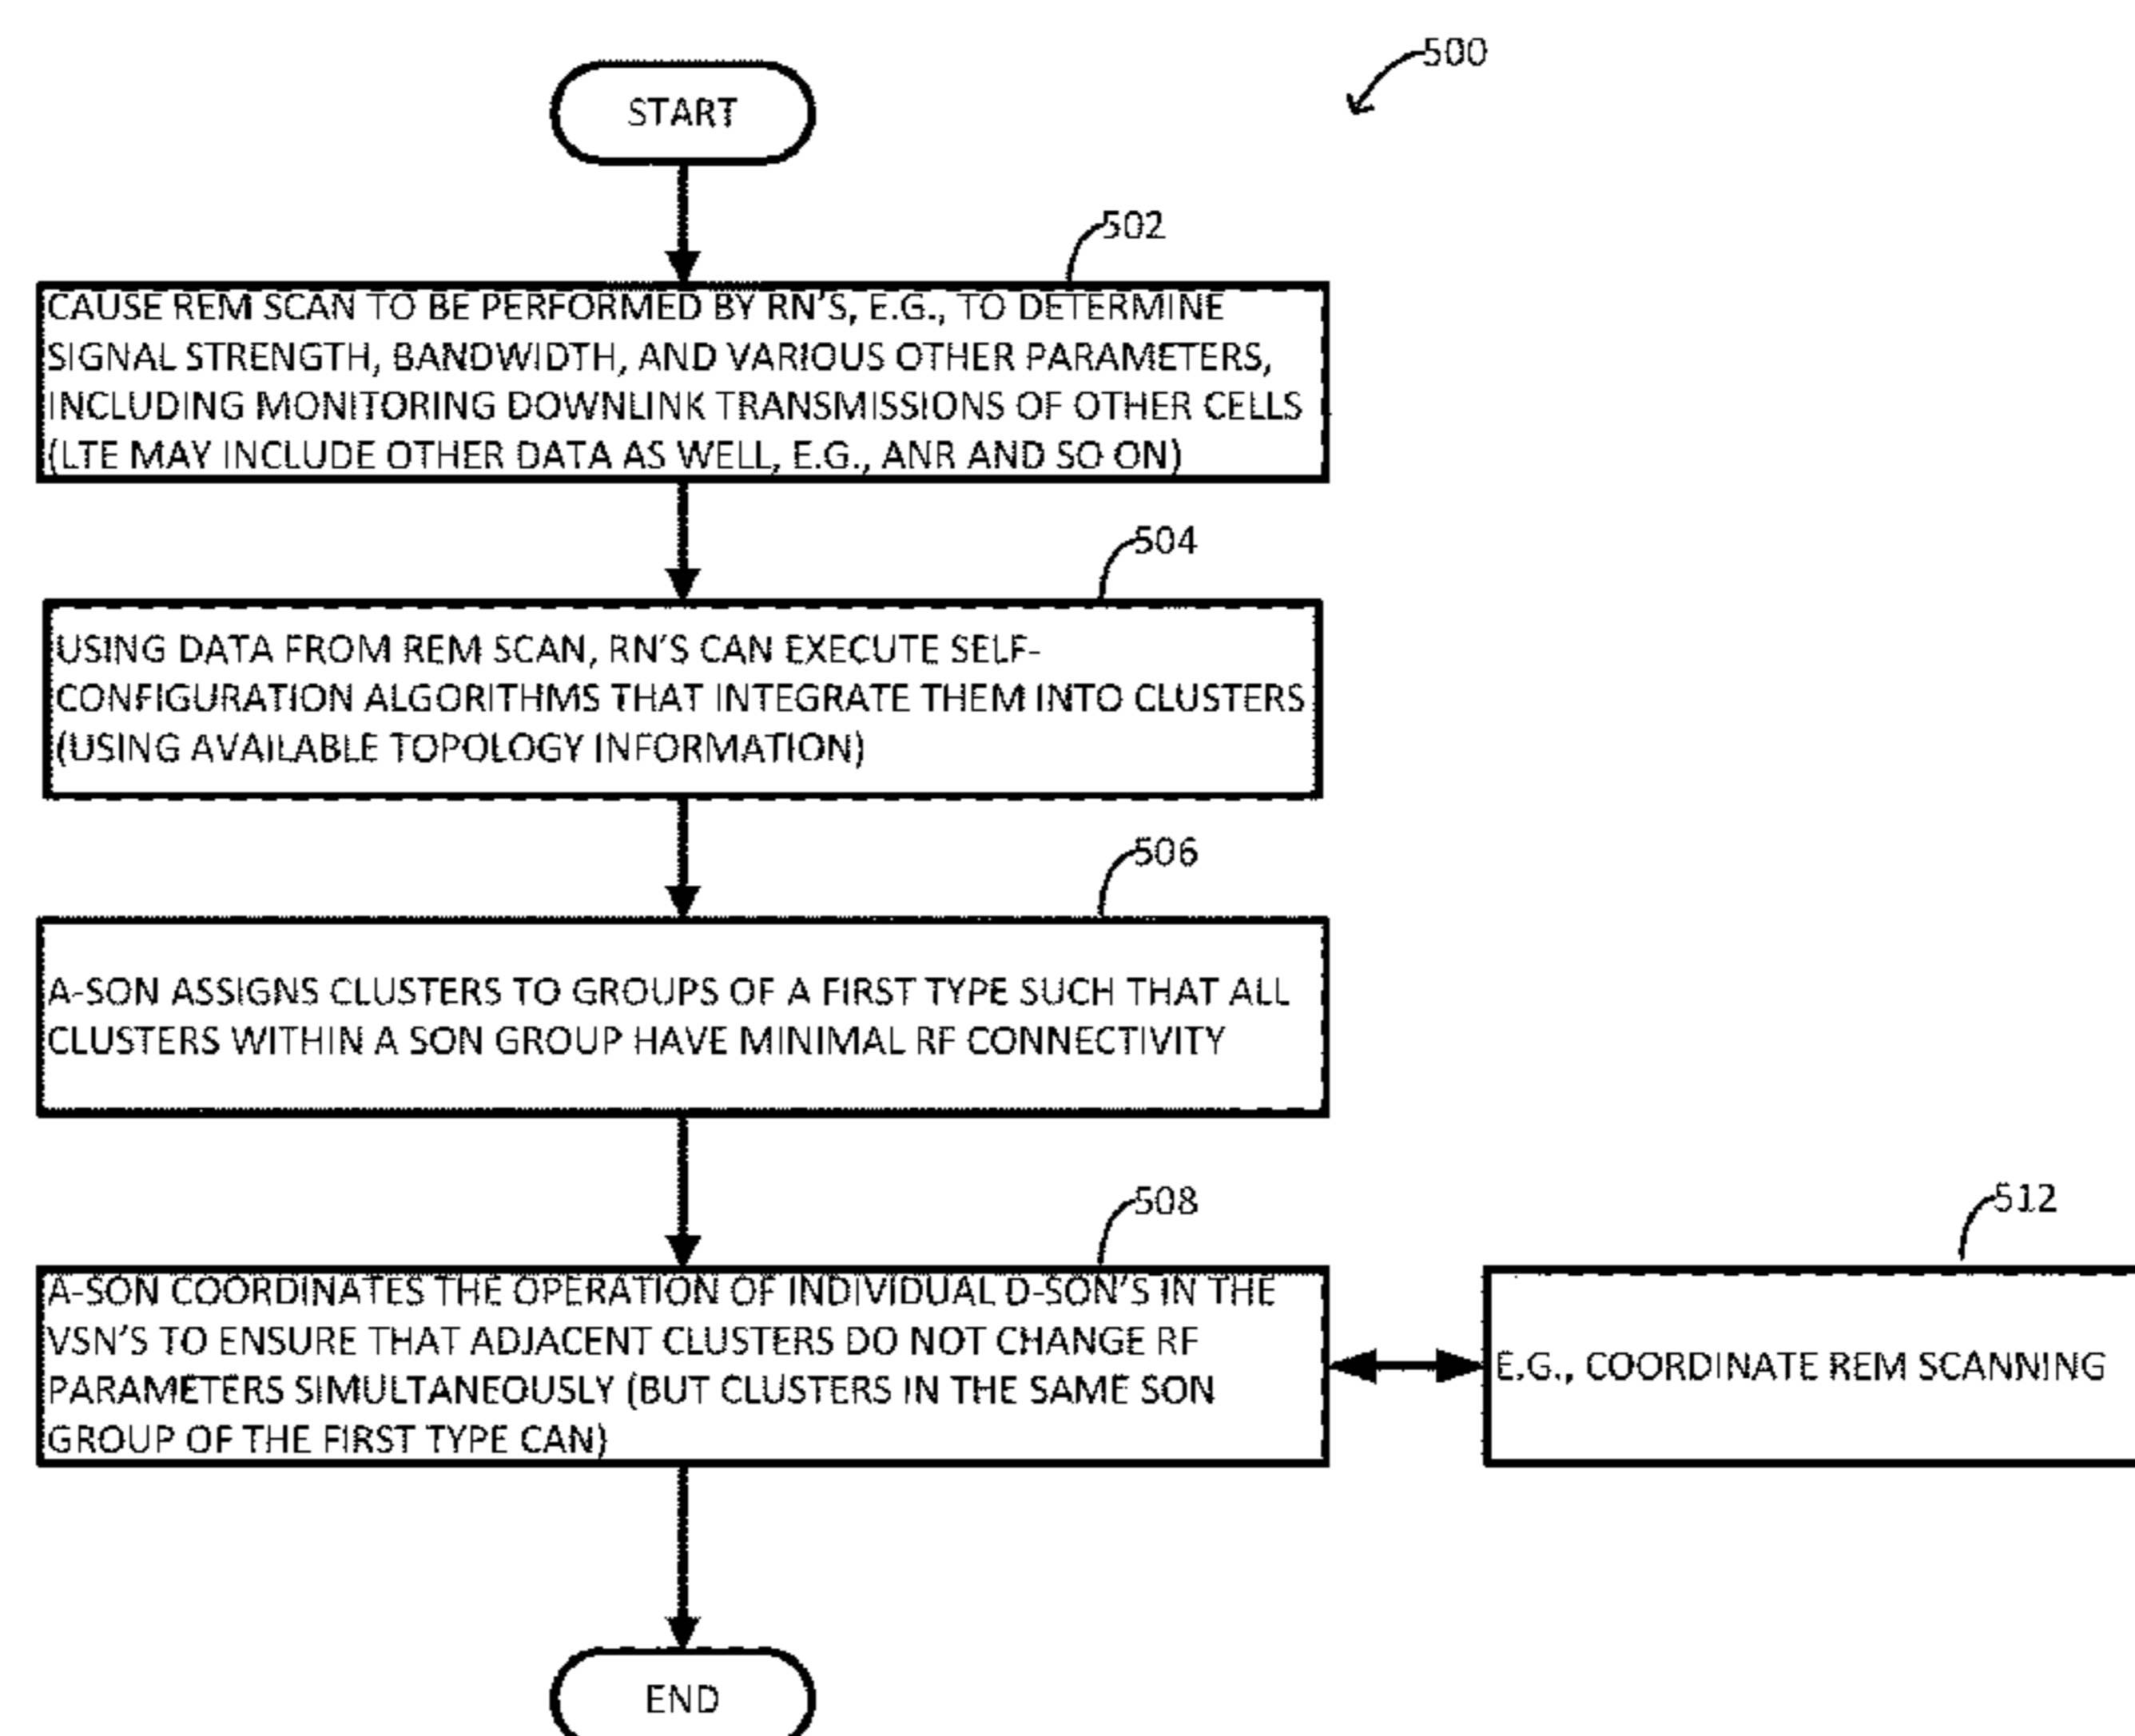 500
START
502
CAUSE REM SCAN TO BE PERFORMED BY RN'S, E.G., TO DETERMINE
SIGNAL STRENGTH, BANDWIDTH, AND VARIOUS OTHER PARAMETERS,
INCLUDING MONITORING DOWNLINK TRANSMISSIONS OF OTHER CELLS
(LTE MAY INCLUDE OTHER DATA AS WELL, E.G., ANR AND SO ON)
504
USING DATA FROM REM SCAN, RN'S CAN EXECUTE SELF-
CONFIGURATION ALGORITHMS THAT INTEGRATE THEM INTO CLUSTERS
(USING AVAILABLE TOPOLOGY INFORMATION)
506
A-SON ASSIGNS CLUSTERS TO GROUPS OF A FIRST TYPE SUCH THAT ALL
CLUSTERS WITHIN A SON GROUP HAVE MINIMAL RF CONNECTIVITY
508
A-SON COORDINATES THE OPERATION OF INDIVIDUAL D-SON'S IN THE
VSN'S TO ENSURE THAT ADJACENT CLUSTERS DO NOT CHANGE RF
PARAMETERS SIMULTANEOUSLY (BUT CLUSTERS IN THE SAME SON
GROUP OF THE FIRST TYPE CAN)
512
E.G., COORDINATE REM SCANNING
END